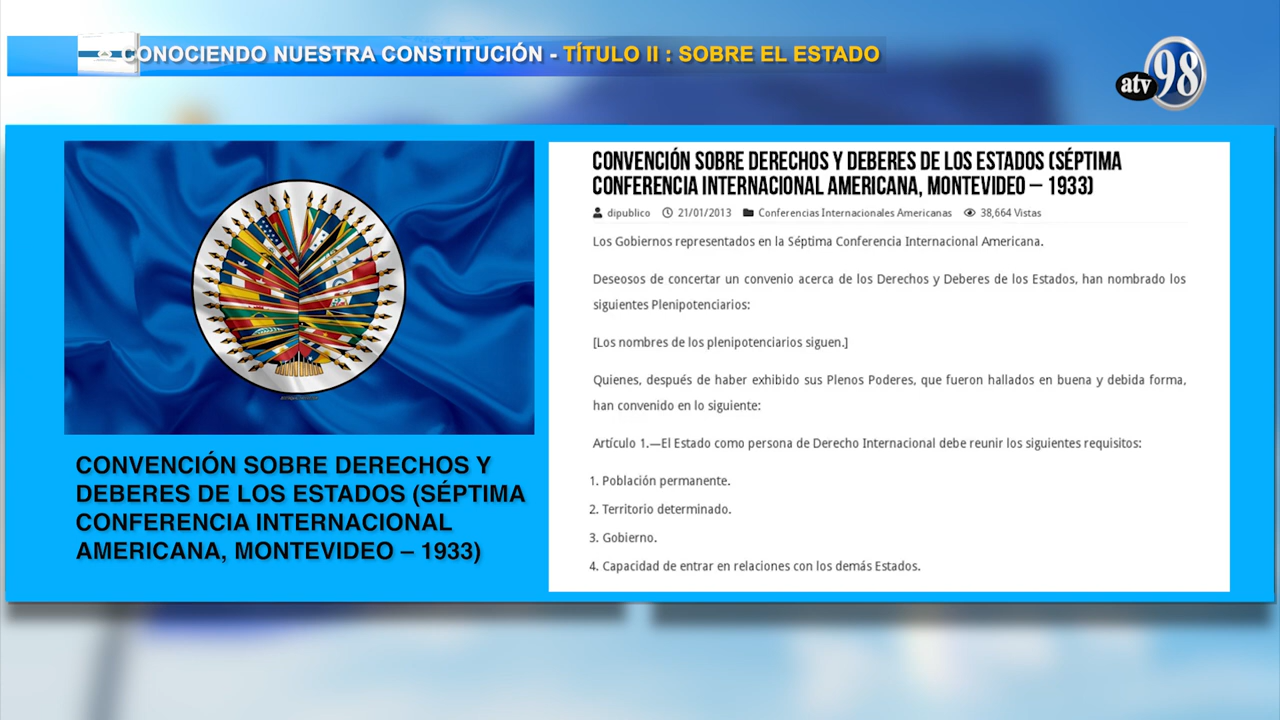 CONOCIENDO NUESTRA CONSTITUCIÓN - TÍTULO II : SOBRE EL ESTADO
atv 98
CONVENCIÓN SOBRE DERECHOS Y
DEBERES DE LOS ESTADOS (SÉPTIMA
CONFERENCIA INTERNACIONAL
AMERICANA, MONTEVIDEO – 1933)
CONVENCIÓN SOBRE DERECHOS Y DEBERES DE LOS ESTADOS (SÉPTIMA
CONFERENCIA INTERNACIONAL AMERICANA, MONTEVIDEO – 1933)
dipublico 21/01/2013 Conferencias Internacionales Americanas 38,664 Vistas
Los Gobiernos representados en la Séptima Conferencia Internacional Americana.
Deseosos de concertar un convenio acerca de los Derechos y Deberes de los Estados, han nombrado los
siguientes Plenipotenciarios:
[Los nombres de los plenipotenciarios siguen.]
Quienes, después de haber exhibido sus Plenos Poderes, que fueron hallados en buena y debida forma,
han convenido en lo siguiente:
Artículo 1.—El Estado como persona de Derecho Internacional debe reunir los siguientes requisitos:
1. Población permanente.
2. Territorio determinado.
3. Gobierno.
4. Capacidad de entrar en relaciones con los demás Estados.